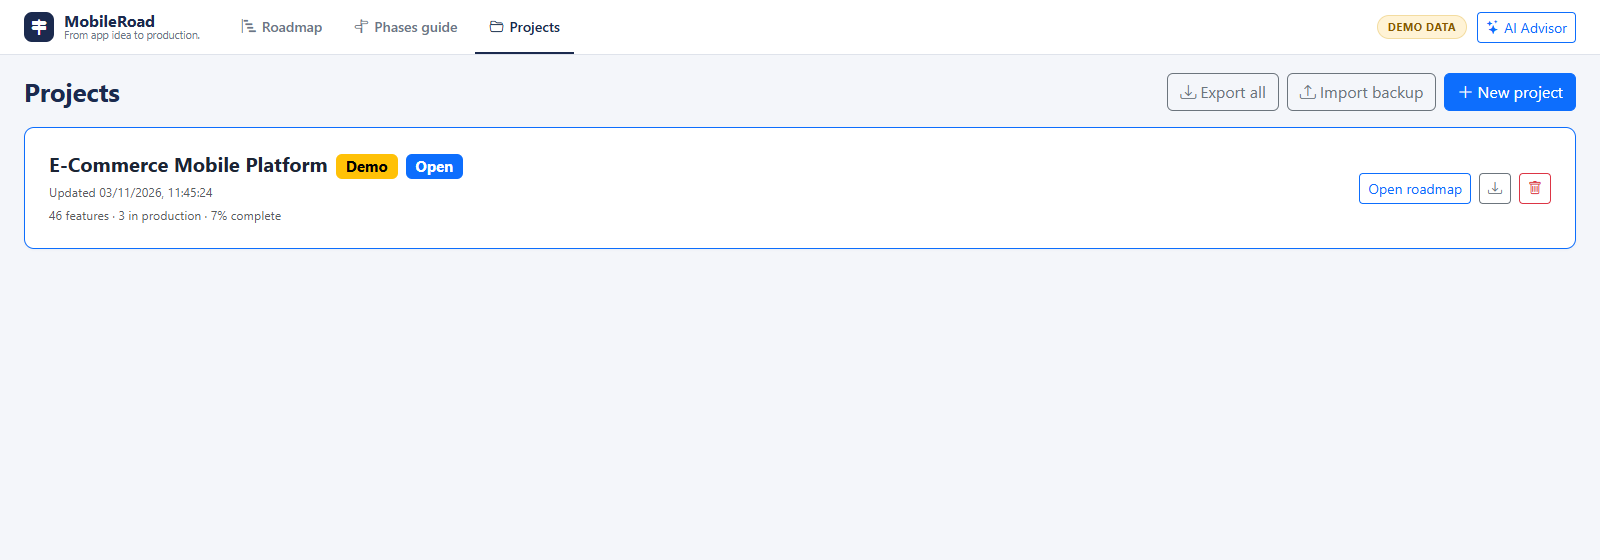 MobileRoad
From app idea to production.
Roadmap
Phases guide
Projects
DEMO DATA
AI Advisor
Projects
Export all
Import backup
New project
E-Commerce Mobile Platform
Demo
Open
Updated 03/11/2026, 11:45:24
46 features · 3 in production · 7% complete
Open roadmap